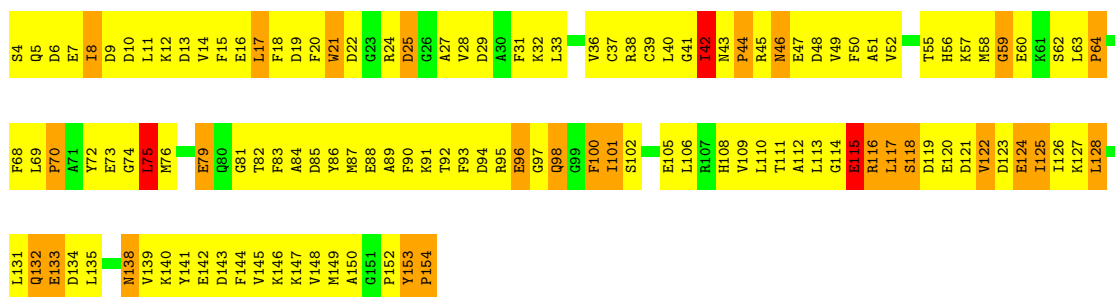 S4 Q5 D6 E7 I8 D9 D10 L11 K12 D13 V14 F15 E16 L17 F18 D19 F20 W21 D22 G23 R24 D25 G26 A27 V28 D29 A30 F31 K32 L33 V36 C37 R38 C39 L40 G41 I42 N43 P44 R45 N46 E47 D48 V49 F50 A51 V52 T55 H56 K57 M58 G59 E60 K61 S62 L63 P64
F68 L69 P70 A71 Y72 E73 G74 L75 M76 E79 Q80 G81 T82 F83 A84 D85 Y86 M87 E88 A89 F90 K91 T92 F93 D94 R95 E96 G97 Q98 G99 F100 I101 S102 E105 L106 R107 H108 V109 L110 T111 A112 L113 G114 E115 R116 L117 S118 D119 E120 D121 V122 D123 E124 I125 I126 K127 L128
L131 Q132 E133 D134 L135 N138 V139 K140 Y141 E142 D143 F144 V145 K146 K147 V148 M149 A150 G151 P152 Y153 P154